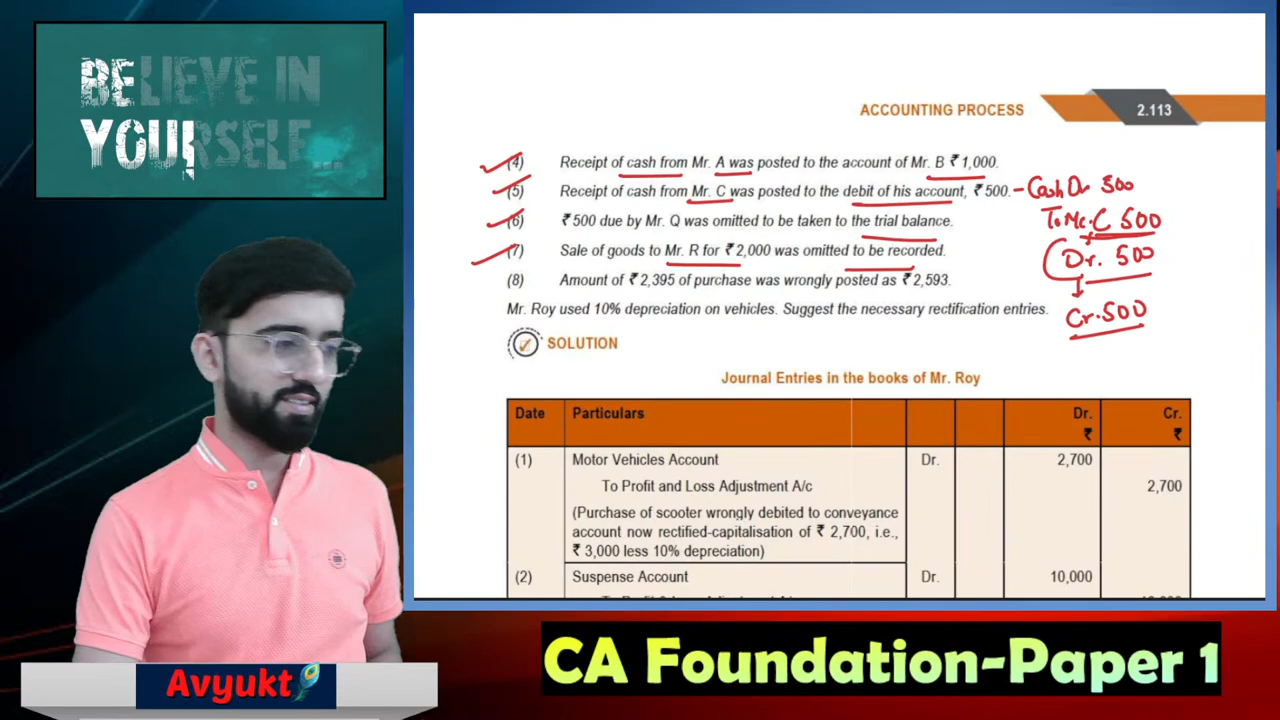 BELIEVE IN
YOURSELF...
ACCOUNTING PROCESS
2.113
(4) Receipt of cash from Mr. A was posted to the account of Mr. B ₹ 1,000.
(5) Receipt of cash from Mr. C was posted to the debit of his account, ₹ 500. - Cash Dr 500
To Mr. C 500
(6) ₹ 500 due by Mr. Q was omitted to be taken to the trial balance.
(7) Sale of goods to Mr. R for ₹ 2,000 was omitted to be recorded.
Dr. 500
(8) Amount of ₹ 2,395 of purchase was wrongly posted as ₹ 2,593.
Mr. Roy used 10% depreciation on vehicles. Suggest the necessary rectification entries.
Cr. 500
SOLUTION
Journal Entries in the books of Mr. Roy
Date Particulars Dr. Cr.
₹ ₹
(1) Motor Vehicles Account Dr. 2,700
To Profit and Loss Adjustment A/c 2,700
(Purchase of scooter wrongly debited to conveyance
account now rectified-capitalisation of ₹ 2,700, i.e.,
₹ 3,000 less 10% depreciation)
(2) Suspense Account Dr. 10,000
Avyukt
CA Foundation-Paper 1